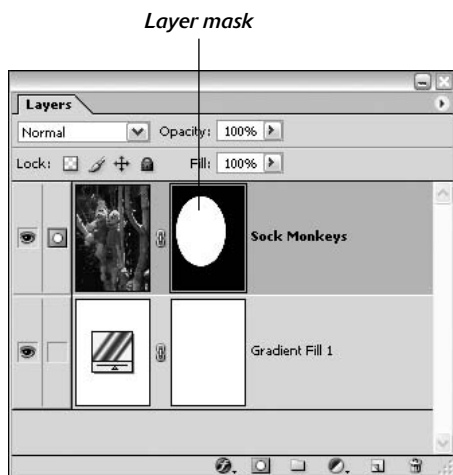 Layer mask
Layers
Normal Opacity: 100%
Lock: Fill: 100%
Sock Monkeys
Gradient Fill 1